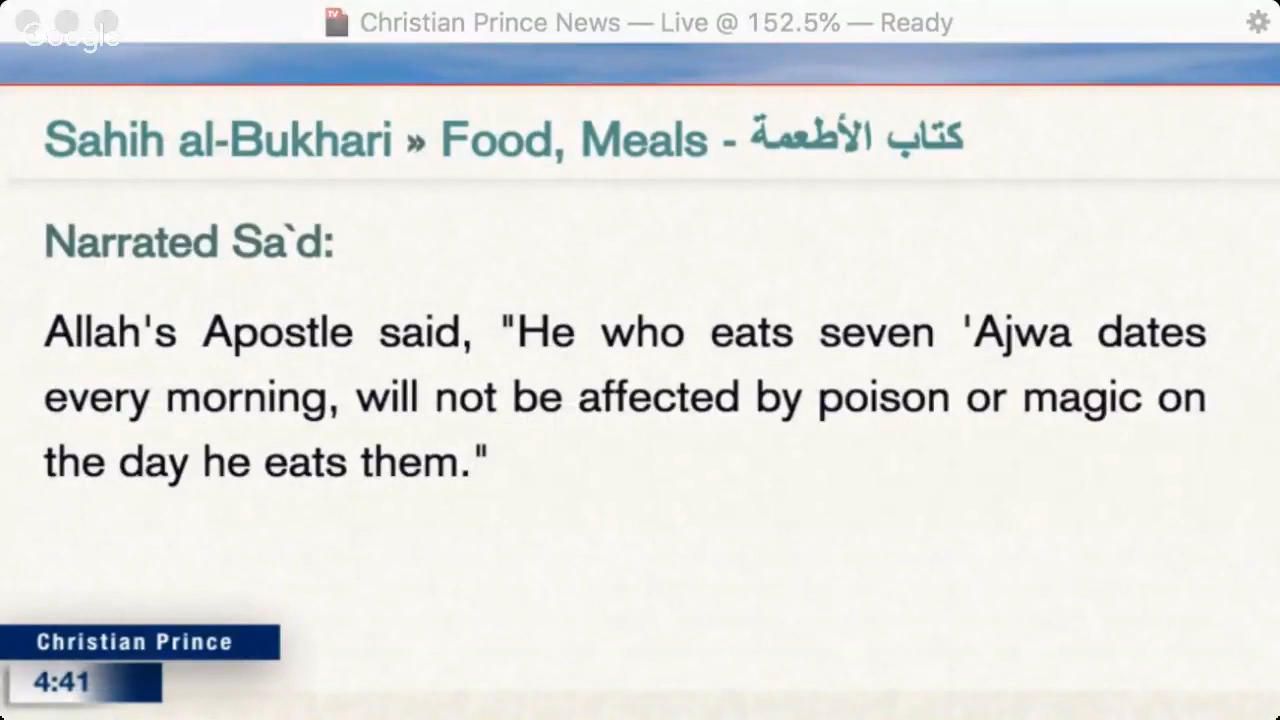 Christian Prince News — Live @ 152.5% — Ready
Google
Sahih al-Bukhari » Food, Meals - كتاب الأطعمة
Narrated Sa`d:
Allah's Apostle said, "He who eats seven 'Ajwa dates
every morning, will not be affected by poison or magic on
the day he eats them."
Christian Prince
4:41